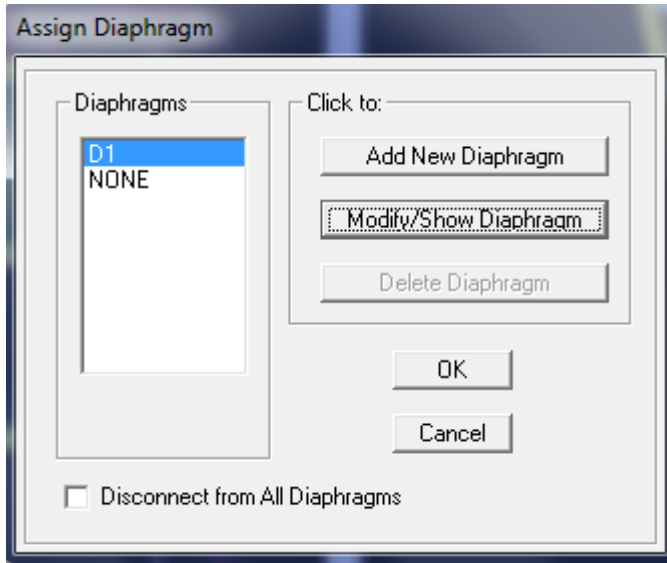 Assign Diaphragm
Diaphragms
D1
NONE
Click to:
Add New Diaphragm
Modify/Show Diaphragm
Delete Diaphragm
OK
Cancel
Disconnect from All Diaphragms